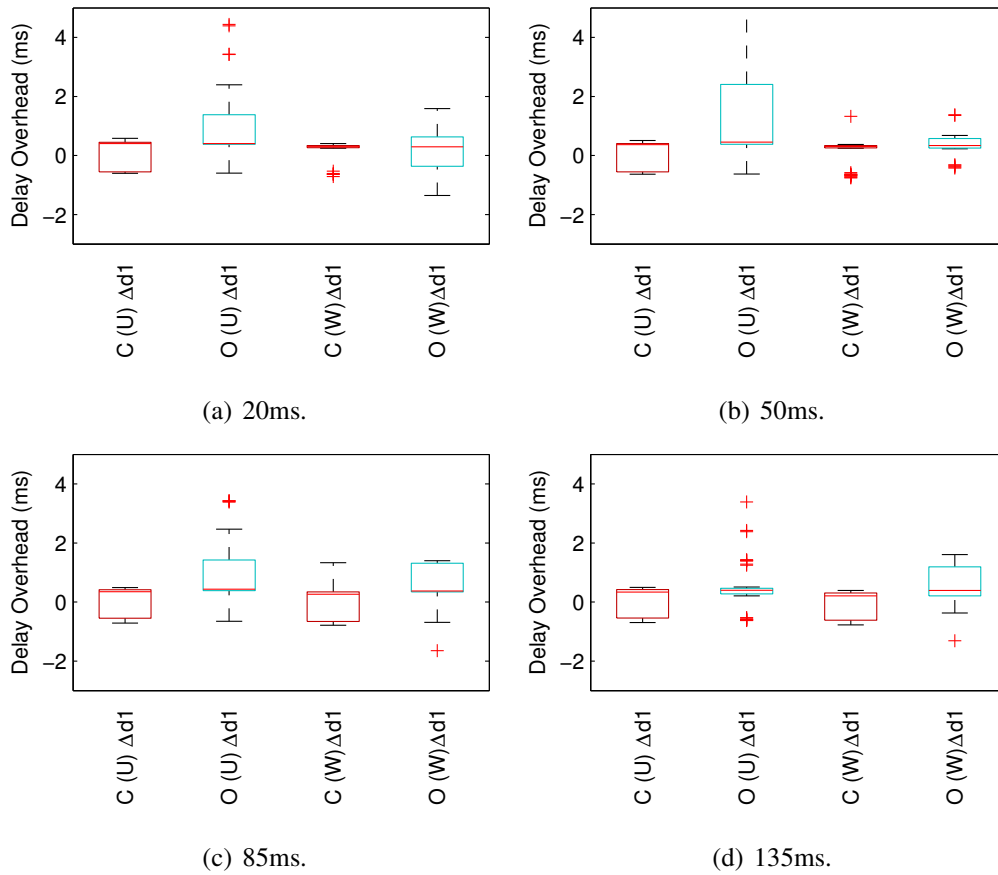 Delay Overhead (ms)
4
2
0
−2
C (U) Δd1
O (U) Δd1
C (W)Δd1
O (W)Δd1
(a) 20ms.
Delay Overhead (ms)
4
2
0
−2
C (U) Δd1
O (U) Δd1
C (W)Δd1
O (W)Δd1
(b) 50ms.
Delay Overhead (ms)
4
2
0
−2
C (U) Δd1
O (U) Δd1
C (W)Δd1
O (W)Δd1
(c) 85ms.
Delay Overhead (ms)
4
2
0
−2
C (U) Δd1
O (U) Δd1
C (W)Δd1
O (W)Δd1
(d) 135ms.